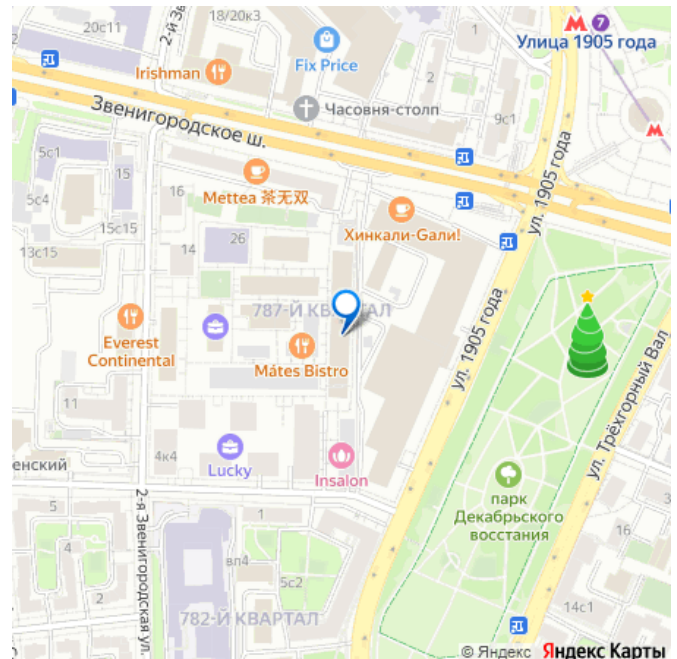 18/20к3
20с11
2-й Зв
7
Улица 1905 года
Fix Price
Irishman
2
1
Часовня-столп
9с1
Звенигородское ш.
5с1
15
16
Mettea 茶无双
ул. 1905 года
5с4
Хинкали-Gали!
26
13с15
14
787-Й КВАРТАЛ
Everest
Continental
Mátes Bistro
ул. 1905 года
ул. Трёхгорный Вал
11
4к4
енский
Lucky
Insalon
парк
Декабрьского
восстания
2-я Звенигородская ул.
4
1
5
16
вл4
5с2
2
782-Й КВАРТАЛ
14с1
© Яндекс Яндекс Карты